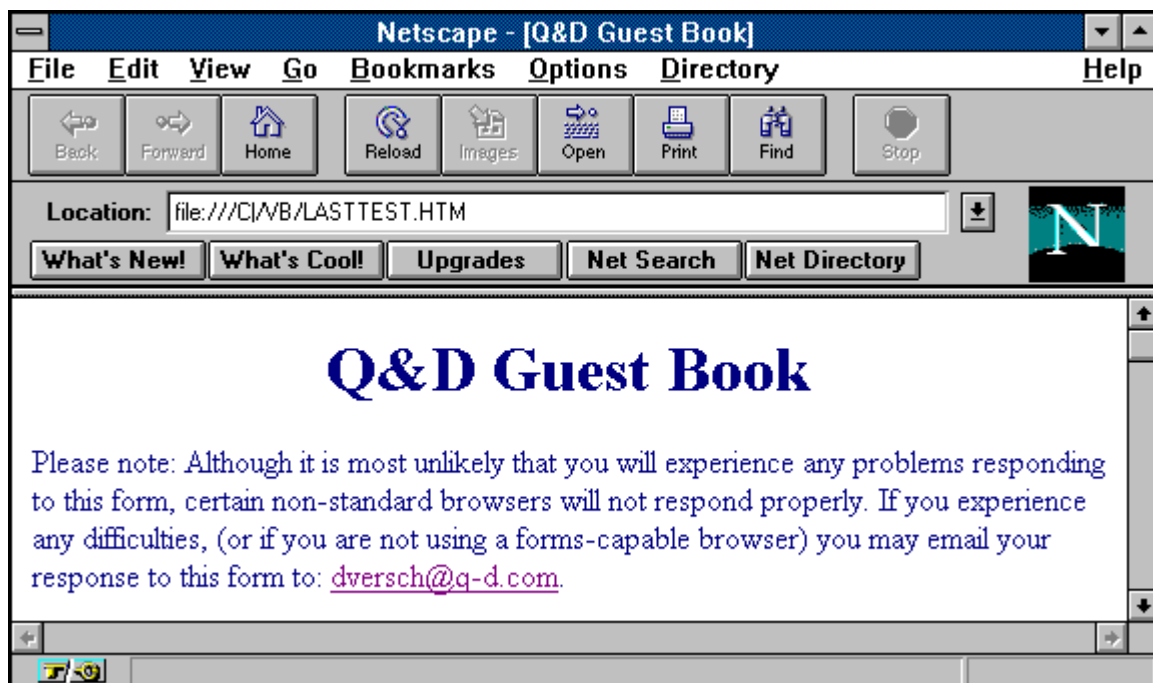 Netscape - [Q&D Guest Book]
File Edit View Go Bookmarks Options Directory Help
Back Forward Home Reload Images Open Print Find Stop
Location: file:///C|/VB/LASTTEST.HTM
N
What's New! What's Cool! Upgrades Net Search Net Directory
Q&D Guest Book
Please note: Although it is most unlikely that you will experience any problems responding
to this form, certain non-standard browsers will not respond properly. If you experience
any difficulties, (or if you are not using a forms-capable browser) you may email your
response to this form to: dversch@q-d.com.